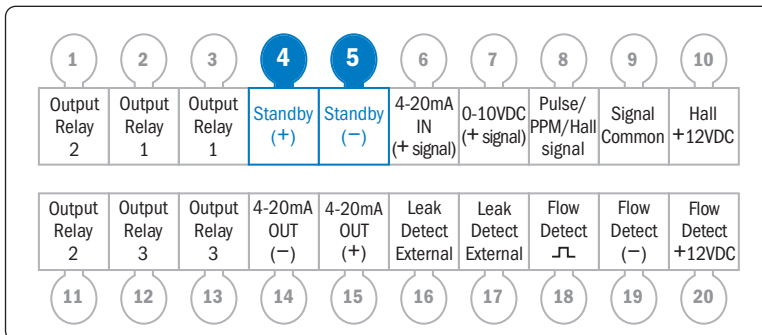 1 2 3 4 5 6 7 8 9 10
Output Output Output Standby Standby 4-20mA 0-10VDC Pulse/ Signal Hall
Relay Relay Relay (+) (−) IN (+ signal) PPM/Hall Common +12VDC
2 1 1 (+ signal) signal
Output Output Output 4-20mA 4-20mA Leak Leak Flow Flow Flow
Relay Relay Relay OUT OUT Detect Detect Detect Detect Detect
2 3 3 (−) (+) External External (−) +12VDC
11 12 13 14 15 16 17 18 19 20